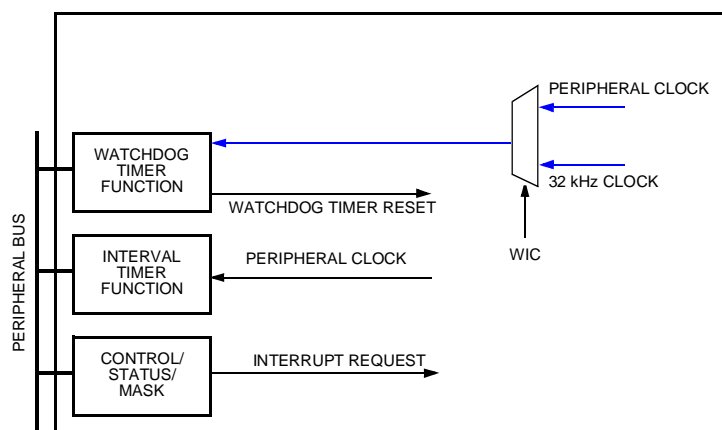 PERIPHERAL CLOCK
32 kHz CLOCK
WIC
WATCHDOG
TIMER
FUNCTION
WATCHDOG TIMER RESET
INTERVAL
TIMER
FUNCTION
PERIPHERAL CLOCK
CONTROL/
STATUS/
MASK
INTERRUPT REQUEST
PERIPHERAL BUS